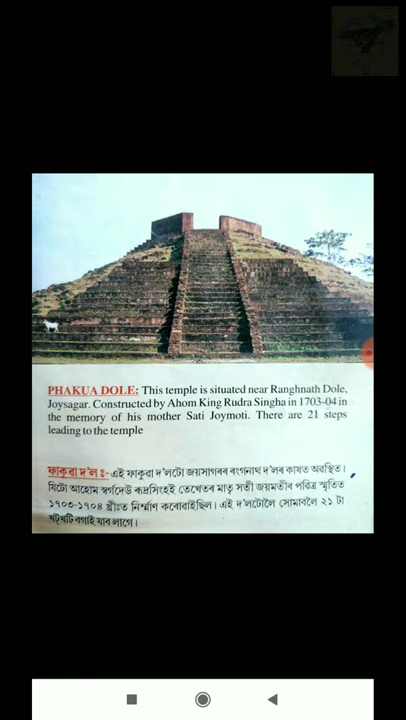 PHAKUA DOLE: This temple is situated near Ranghnath Dole,
Joysagar. Constructed by Ahom King Rudra Singha in 1703-04 in
the memory of his mother Sati Joymoti. There are 21 steps
leading to the temple
ফাকুৱা দ'লঃ- এই ফাকুৱা দ'লটো জয়সাগৰৰ ৰংগনাথ দ'লৰ কাষত অৱস্থিত।
যিটো আহোম স্বৰ্গদেউ ৰুদ্ৰসিংহই তেখেতৰ মাতৃ সতী জয়মতীৰ পৱিত্ৰ স্মৃতিত
১৭০৩-১৭০৪ খ্ৰীঃত নিৰ্ম্মাণ কৰোৱাইছিল। এই দ'লটোলৈ সোমাবলৈ ২১ টা
খট্‌খটি বগাই যাব লাগে।